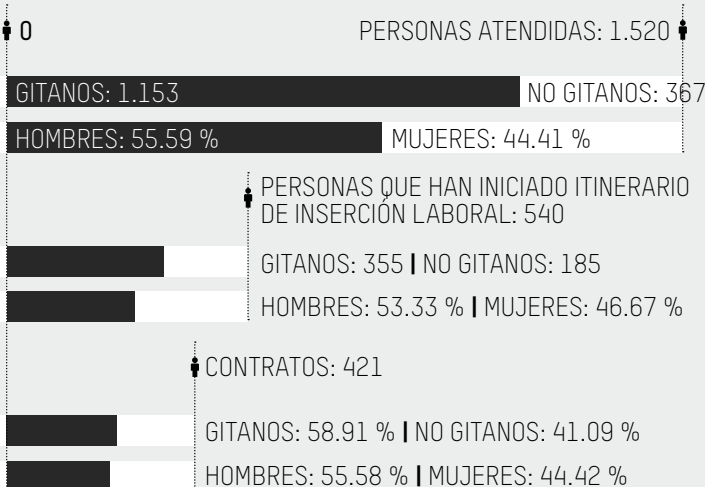 0
PERSONAS ATENDIDAS: 1.520
GITANOS: 1.153
NO GITANOS: 367
HOMBRES: 55.59 %
MUJERES: 44.41 %
PERSONAS QUE HAN INICIADO ITINERARIO
DE INSERCIÓN LABORAL: 540
GITANOS: 355 | NO GITANOS: 185
HOMBRES: 53.33 % | MUJERES: 46.67 %
CONTRATOS: 421
GITANOS: 58.91 % | NO GITANOS: 41.09 %
HOMBRES: 55.58 % | MUJERES: 44.42 %